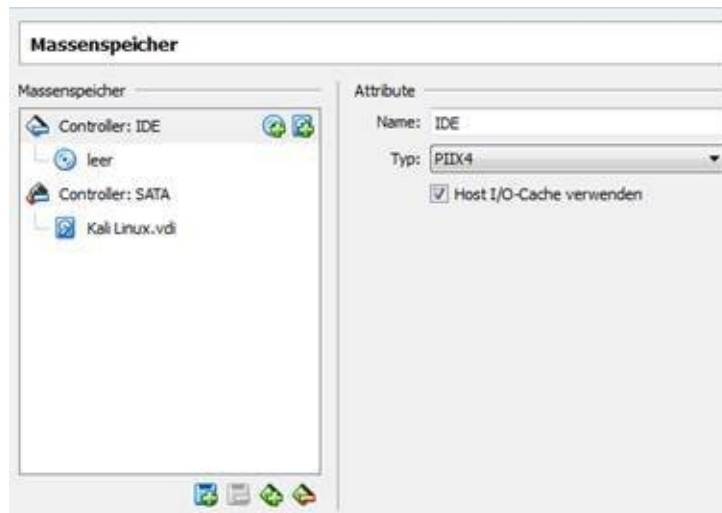 Massenspeicher
Massenspeicher
Controller: IDE
leer
Controller: SATA
Kali Linux.vdi
Attribute
Name: IDE
Typ: PIIX4
Host I/O-Cache verwenden